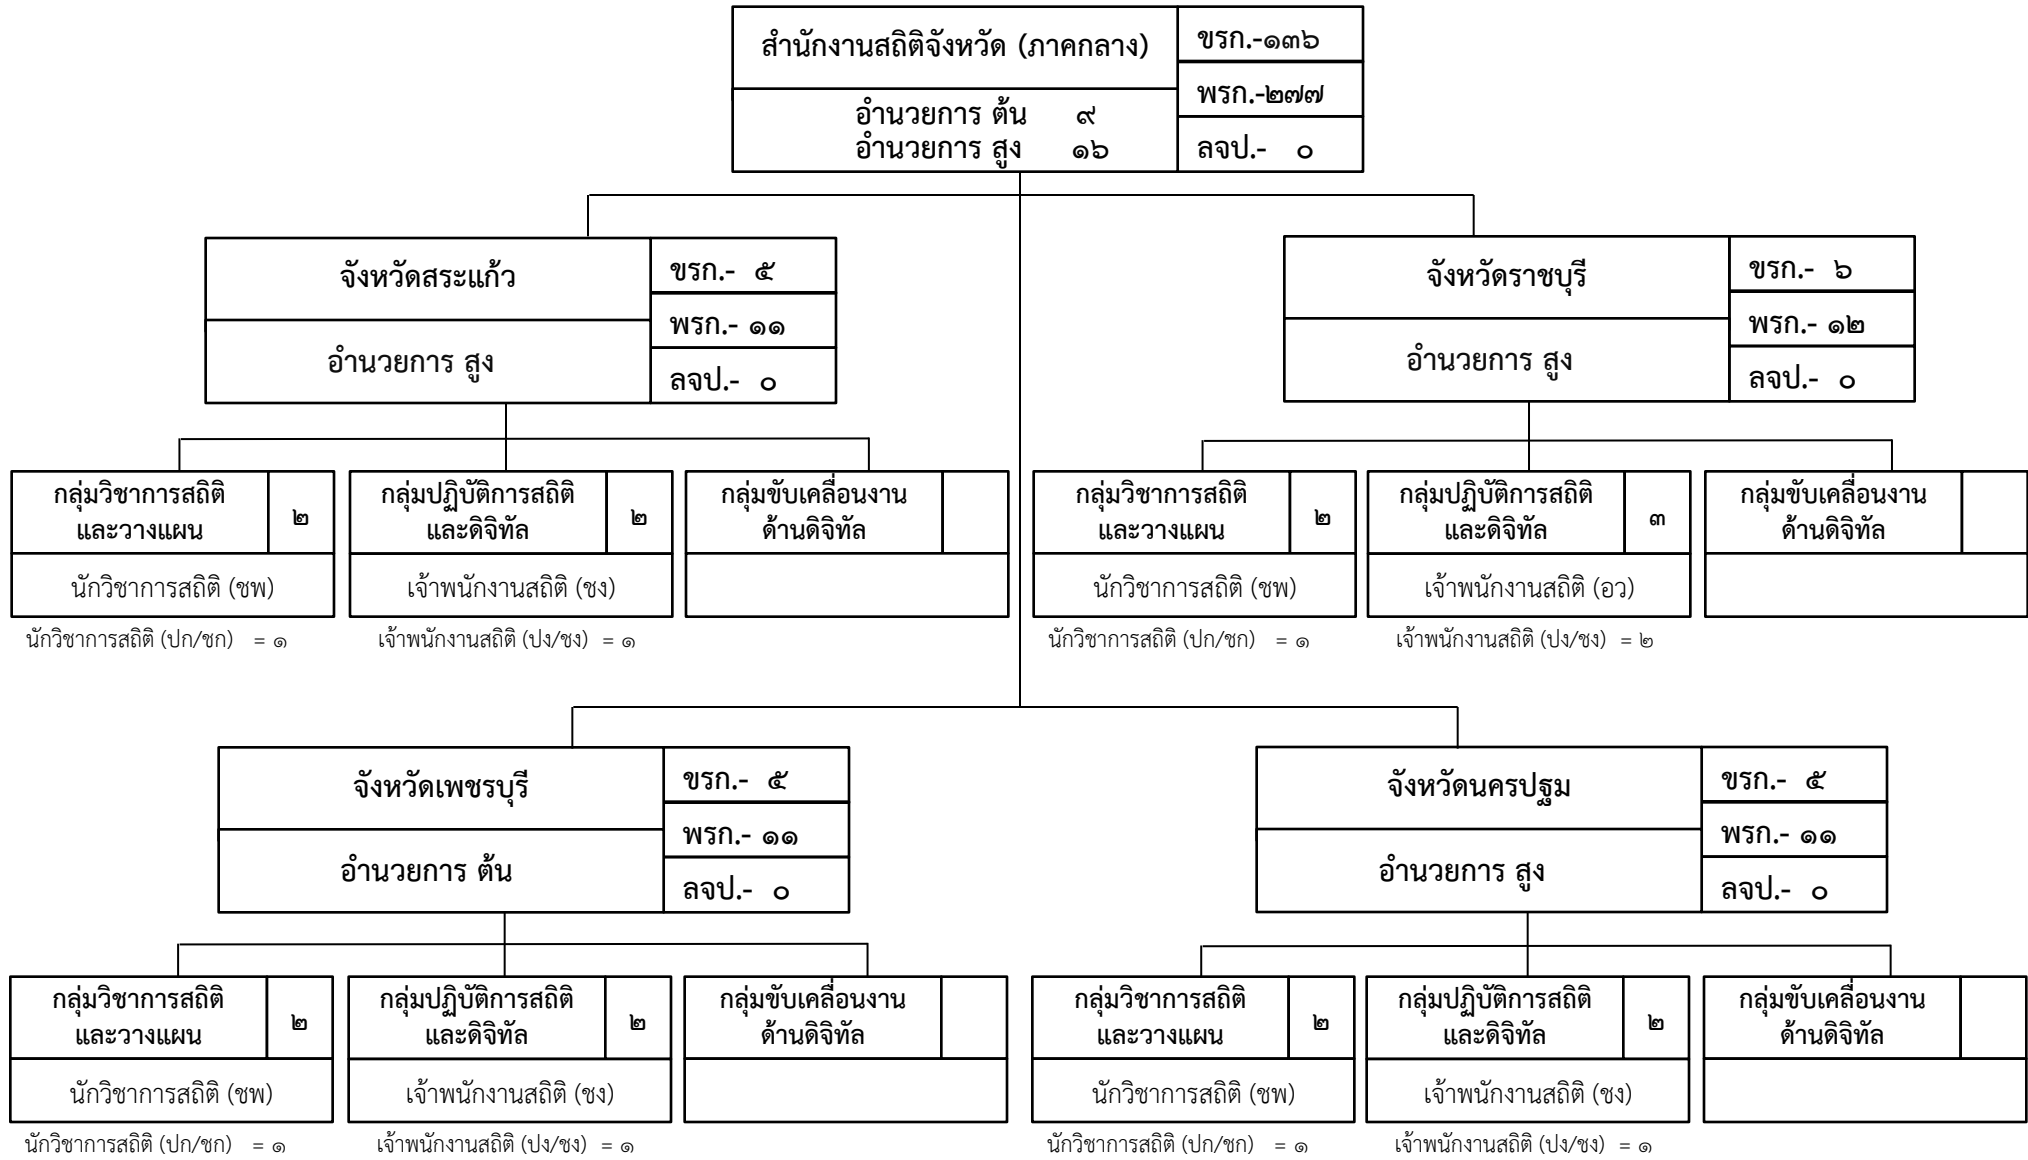 สำนักงานสถิติจังหวัด (ภาคกลาง)
ขรก.-๑๓๖
พรก.-๒๗๗
ลจป.- ๐
อำนวยการ ต้น ๙
อำนวยการ สูง ๑๖
จังหวัดสระแก้ว
อำนวยการ สูง
ขรก.- ๕
พรก.- ๑๑
ลจป.- ๐
กลุ่มวิชาการสถิติ
และวางแผน
๒
นักวิชาการสถิติ (ชพ)
นักวิชาการสถิติ (ปก/ชก) = ๑
กลุ่มปฏิบัติการสถิติ
และดิจิทัล
๒
เจ้าพนักงานสถิติ (ชง)
เจ้าพนักงานสถิติ (ปง/ชง) = ๑
กลุ่มขับเคลื่อนงาน
ด้านดิจิทัล
จังหวัดราชบุรี
อำนวยการ สูง
ขรก.- ๖
พรก.- ๑๒
ลจป.- ๐
กลุ่มวิชาการสถิติ
และวางแผน
๒
นักวิชาการสถิติ (ชพ)
นักวิชาการสถิติ (ปก/ชก) = ๑
กลุ่มปฏิบัติการสถิติ
และดิจิทัล
๓
เจ้าพนักงานสถิติ (อว)
เจ้าพนักงานสถิติ (ปง/ชง) = ๒
กลุ่มขับเคลื่อนงาน
ด้านดิจิทัล
จังหวัดเพชรบุรี
อำนวยการ ต้น
ขรก.- ๕
พรก.- ๑๑
ลจป.- ๐
กลุ่มวิชาการสถิติ
และวางแผน
๒
นักวิชาการสถิติ (ชพ)
นักวิชาการสถิติ (ปก/ชก) = ๑
กลุ่มปฏิบัติการสถิติ
และดิจิทัล
๒
เจ้าพนักงานสถิติ (ชง)
เจ้าพนักงานสถิติ (ปง/ชง) = ๑
กลุ่มขับเคลื่อนงาน
ด้านดิจิทัล
จังหวัดนครปฐม
อำนวยการ สูง
ขรก.- ๕
พรก.- ๑๑
ลจป.- ๐
กลุ่มวิชาการสถิติ
และวางแผน
๒
นักวิชาการสถิติ (ชพ)
นักวิชาการสถิติ (ปก/ชก) = ๑
กลุ่มปฏิบัติการสถิติ
และดิจิทัล
๒
เจ้าพนักงานสถิติ (ชง)
เจ้าพนักงานสถิติ (ปง/ชง) = ๑
กลุ่มขับเคลื่อนงาน
ด้านดิจิทัล